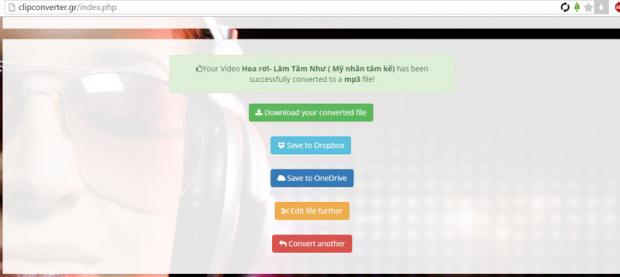 clipconverter.gr/index.php
Your Video Hoa rơi- Lâm Tâm Như ( Mỹ nhân tâm kế) has been
successfully converted to a mp3 file!
Download your converted file
Save to Dropbox
Save to OneDrive
Edit file further
Convert another